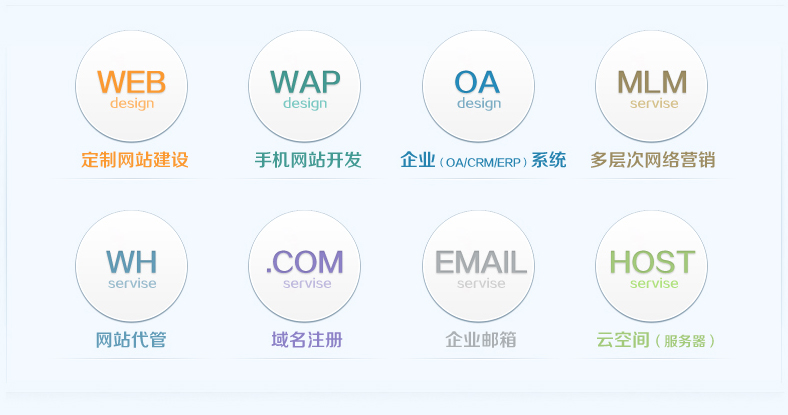 WEB
design
定制网站建设
WAP
design
手机网站开发
OA
design
企业（OA/CRM/ERP）系统
MLM
servise
多层次网络营销
WH
servise
网站代管
.COM
servise
域名注册
EMAIL
servise
企业邮箱
HOST
servise
云空间（服务器）